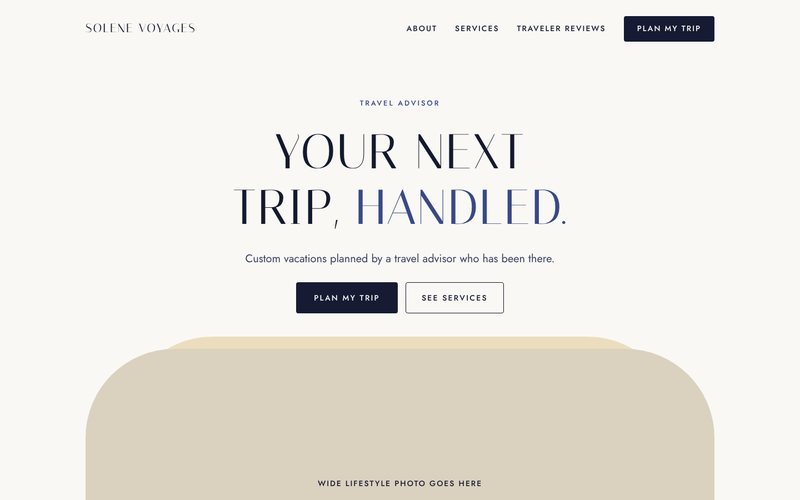 SOLENE VOYAGES
ABOUT
SERVICES
TRAVELER REVIEWS
PLAN MY TRIP
TRAVEL ADVISOR
YOUR NEXT
TRIP, HANDLED.
Custom vacations planned by a travel advisor who has been there.
PLAN MY TRIP
SEE SERVICES
WIDE LIFESTYLE PHOTO GOES HERE